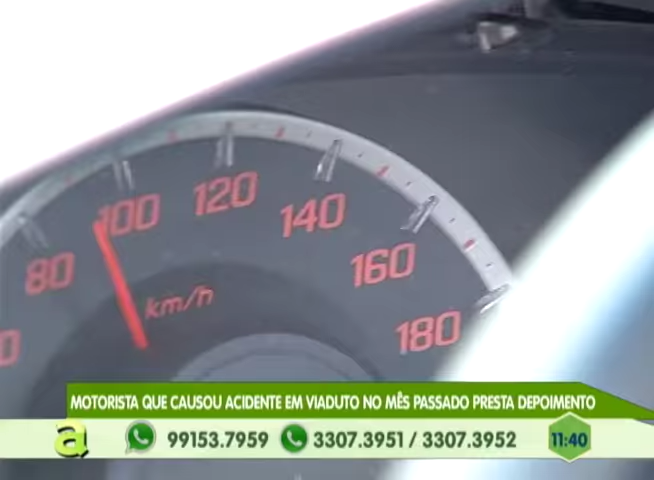 120
100
140
80
160
km/h
180
0
MOTORISTA QUE CAUSOU ACIDENTE EM VIADUTO NO MÊS PASSADO PRESTA DEPOIMENTO
a 99153.7959 3307.3951 / 3307.3952 11:40